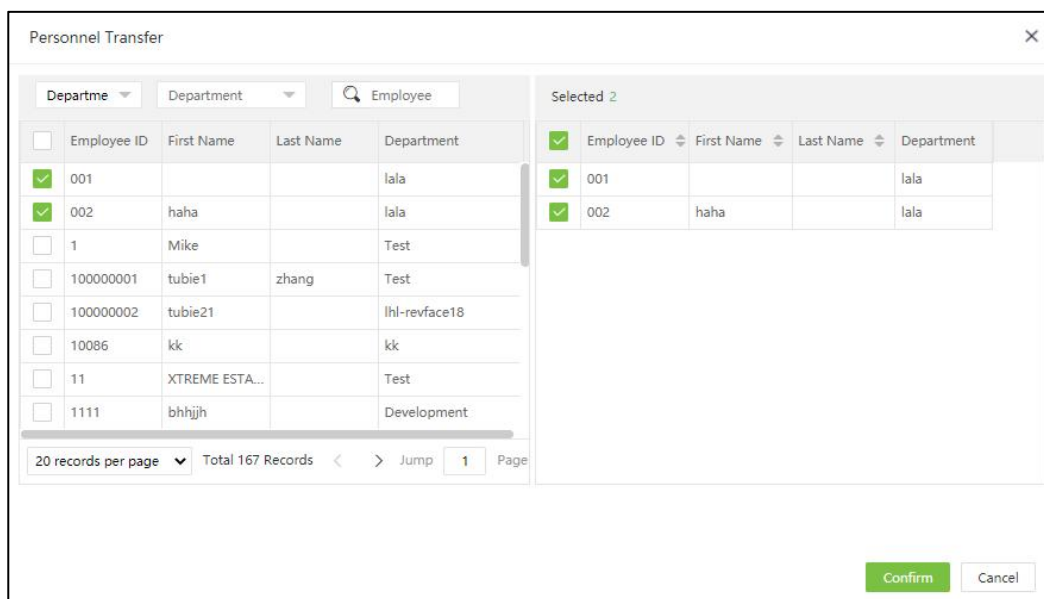 Personnel Transfer
Departme Department Employee
Employee ID First Name Last Name Department
001 lala
002 haha lala
1 Mike Test
100000001 tubie1 zhang Test
100000002 tubie21 lhl-revface18
10086 kk kk
11 XTREME ESTA... Test
1111 bhhjjh Development
20 records per page Total 167 Records < > Jump 1 Page
Selected 2
Employee ID First Name Last Name Department
001 lala
002 haha lala
Confirm Cancel